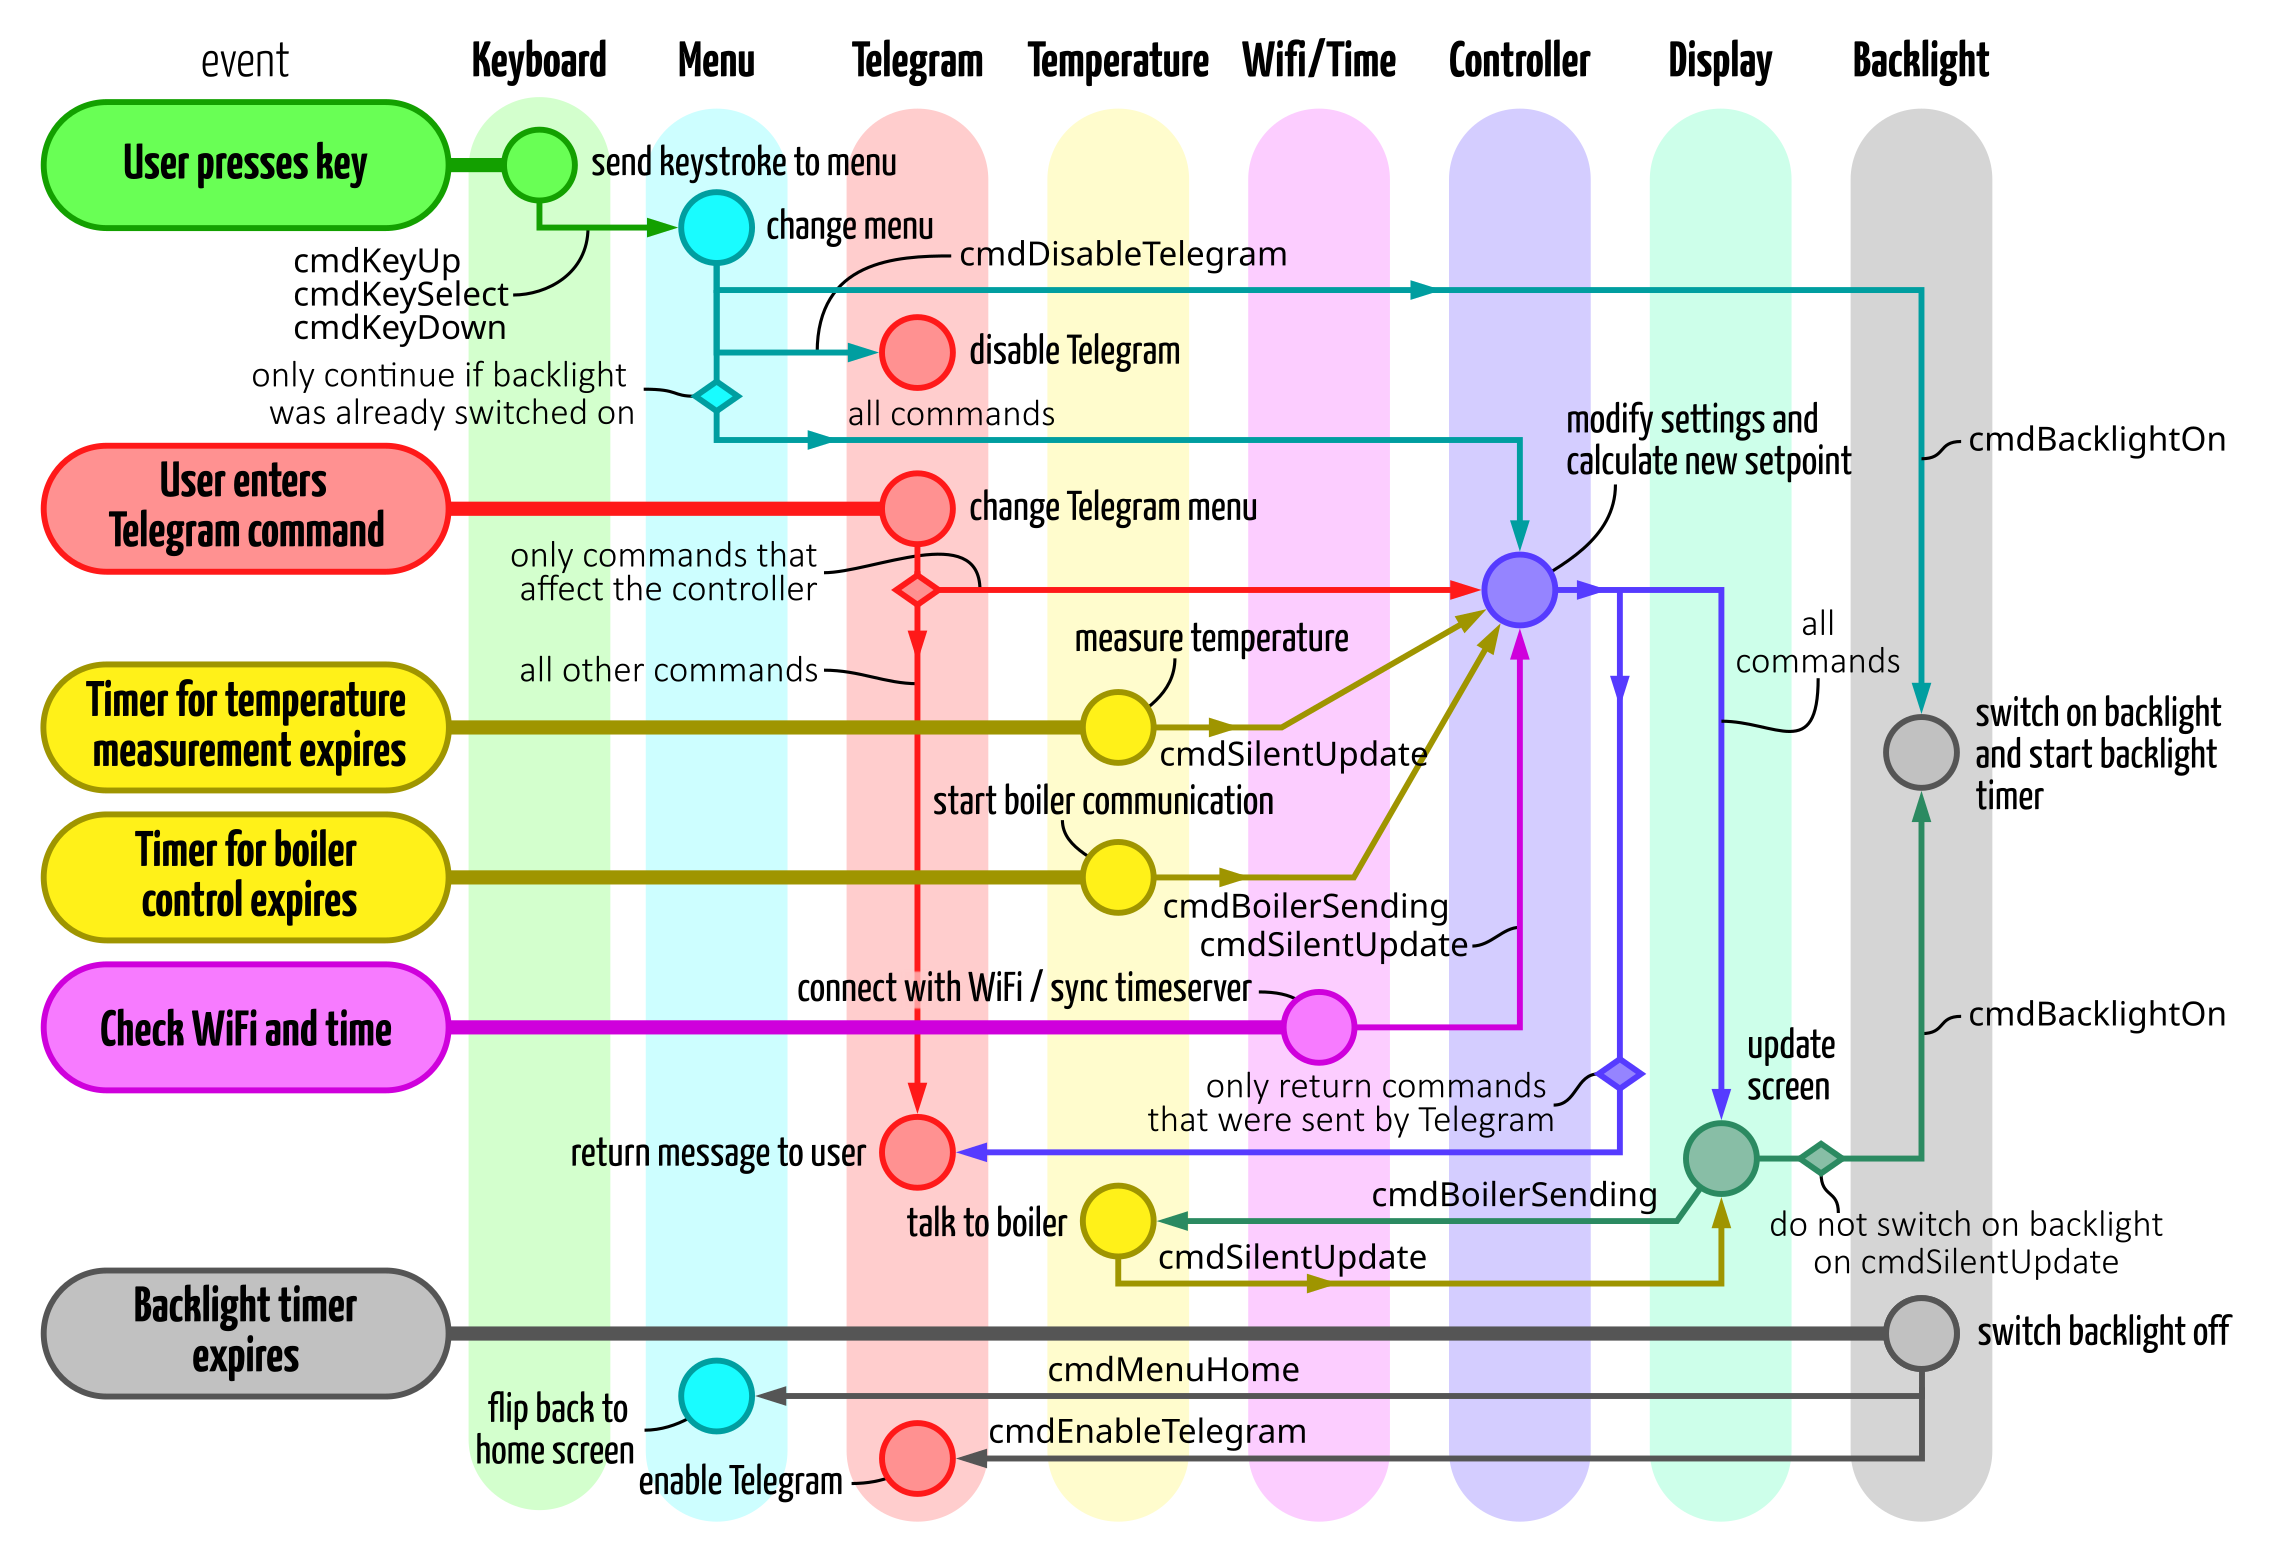 event
Keyboard
Menu
Telegram
Temperature
Wifi/Time
Controller
Display
Backlight
User presses key
send keystroke to menu
change menu
cmdDisableTelegram
cmdKeyUp
cmdKeySelect
cmdKeyDown
disable Telegram
only continue if backlight
was already switched on
all commands
modify settings and
calculate new setpoint
cmdBacklightOn
User enters
Telegram command
change Telegram menu
only commands that
affect the controller
all
commands
measure temperature
all other commands
Timer for temperature
measurement expires
cmdSilentUpdate
switch on backlight
and start backlight
timer
start boiler communication
Timer for boiler
control expires
cmdBoilerSending
cmdSilentUpdate
connect with WiFi / sync timeserver
Check WiFi and time
cmdBacklightOn
update
screen
only return commands
that were sent by Telegram
return message to user
cmdBoilerSending
talk to boiler
do not switch on backlight
on cmdSilentUpdate
cmdSilentUpdate
Backlight timer
expires
switch backlight off
cmdMenuHome
flip back to
home screen
cmdEnableTelegram
enable Telegram